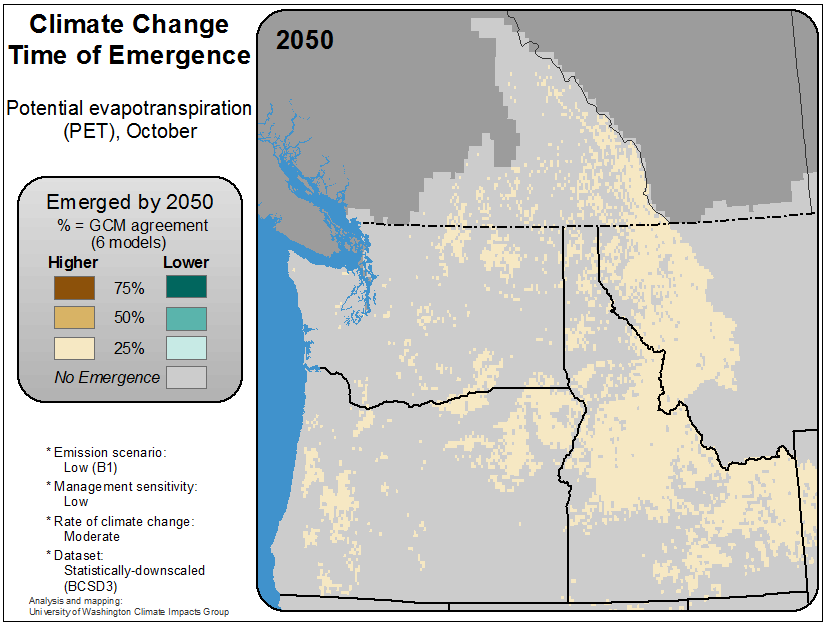 Climate Change
Time of Emergence
2050
Potential evapotranspiration
(PET), October
Emerged by 2050
% = GCM agreement
(6 models)
Higher Lower
75%
50%
25%
No Emergence
* Emission scenario:
Low (B1)
* Management sensitivity:
Low
* Rate of climate change:
Moderate
* Dataset:
Statistically-downscaled
(BCSD3)
Analysis and mapping:
University of Washington Climate Impacts Group